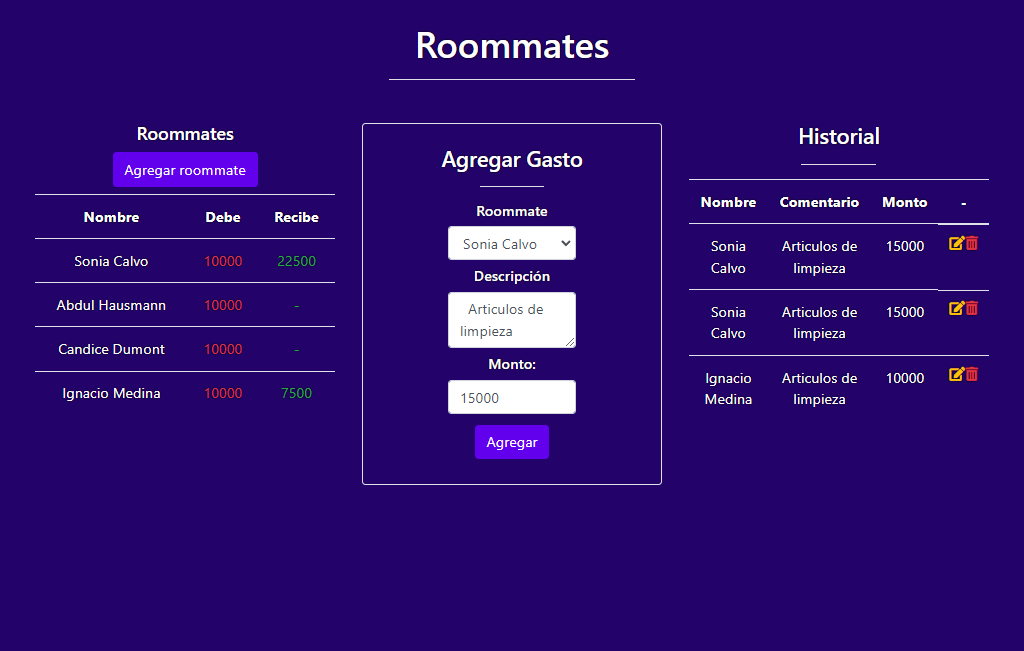 Roommates
Roommates
Agregar roommate
Nombre Debe Recibe
Sonia Calvo 10000 22500
Abdul Hausmann 10000 -
Candice Dumont 10000 -
Ignacio Medina 10000 7500
Agregar Gasto
Roommate
Sonia Calvo
Descripción
Articulos de
limpieza
Monto:
15000
Agregar
Historial
Nombre Comentario Monto -
Sonia Articulos de 15000
Calvo limpieza
Sonia Articulos de 15000
Calvo limpieza
Ignacio Articulos de 10000
Medina limpieza